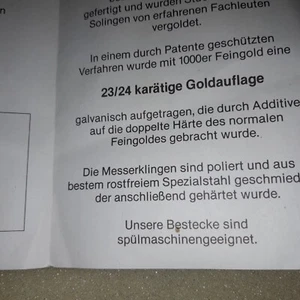 gefertigt und wurden
Solingen von erfahrenen Fachleuten
vergoldet.
In einem durch Patente geschützten
Verfahren wurde mit 1000er Feingold eine
23/24 karätige Goldauflage
galvanisch aufgetragen, die durch Additive
auf die doppelte Härte des normalen
Feingoldes gebracht wurde.
Die Messerklingen sind poliert und aus
bestem rostfreiem Spezialstahl geschmied
der anschließend gehärtet wurde.
Unsere Bestecke sind
spülmaschinengeeignet.